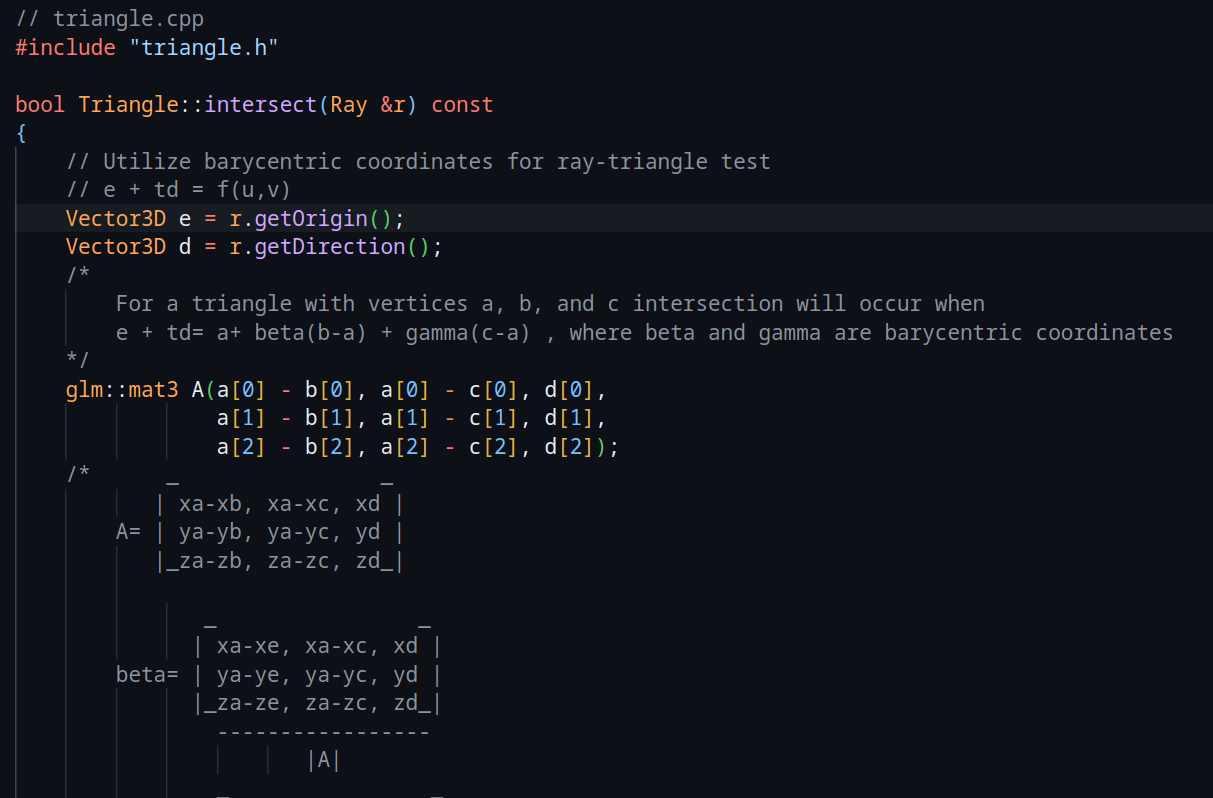 // triangle.cpp
#include "triangle.h"
bool Triangle::intersect(Ray &r) const
{
    // Utilize barycentric coordinates for ray-triangle test
    // e + td = f(u,v)
    Vector3D e = r.getOrigin();
    Vector3D d = r.getDirection();
    /*
        For a triangle with vertices a, b, and c intersection will occur when
        e + td= a+ beta(b-a) + gamma(c-a) , where beta and gamma are barycentric coordinates
    */
    glm::mat3 A(a[0] - b[0], a[0] - c[0], d[0],
                a[1] - b[1], a[1] - c[1], d[1],
                a[2] - b[2], a[2] - c[2], d[2]);
    /*      _                _
           | xa-xb, xa-xc, xd |
        A= | ya-yb, ya-yc, yd |
           |_za-zb, za-zc, zd_|
               _                _
              | xa-xe, xa-xc, xd |
        beta= | ya-ye, ya-yc, yd |
              |_za-ze, za-zc, zd_|
                -----------------
                       |A|
                _                _